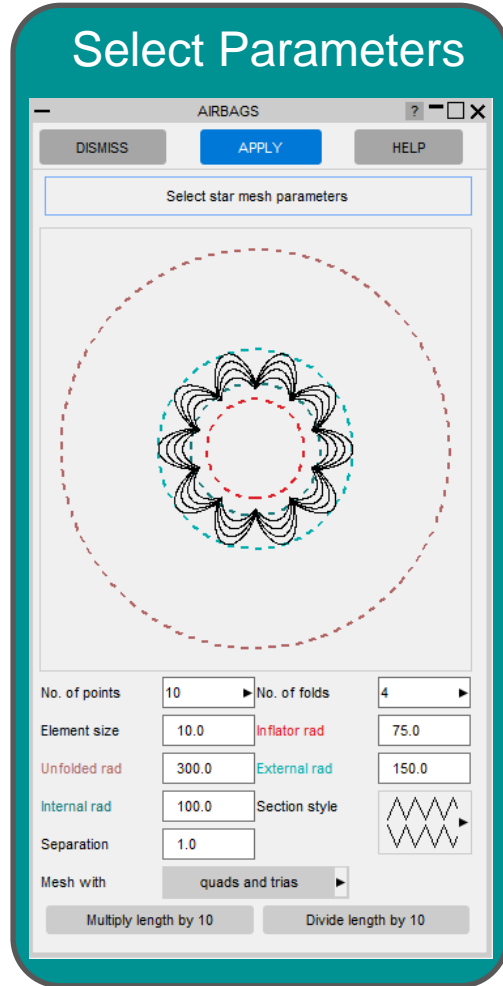 Select Parameters
AIRBAGS ?
DISMISS APPLY HELP
Select star mesh parameters
No. of points 10 No. of folds 4
Element size 10.0 Inflator rad 75.0
Unfolded rad 300.0 External rad 150.0
Internal rad 100.0 Section style
Separation 1.0
Mesh with quads and trias
Multiply length by 10 Divide length by 10